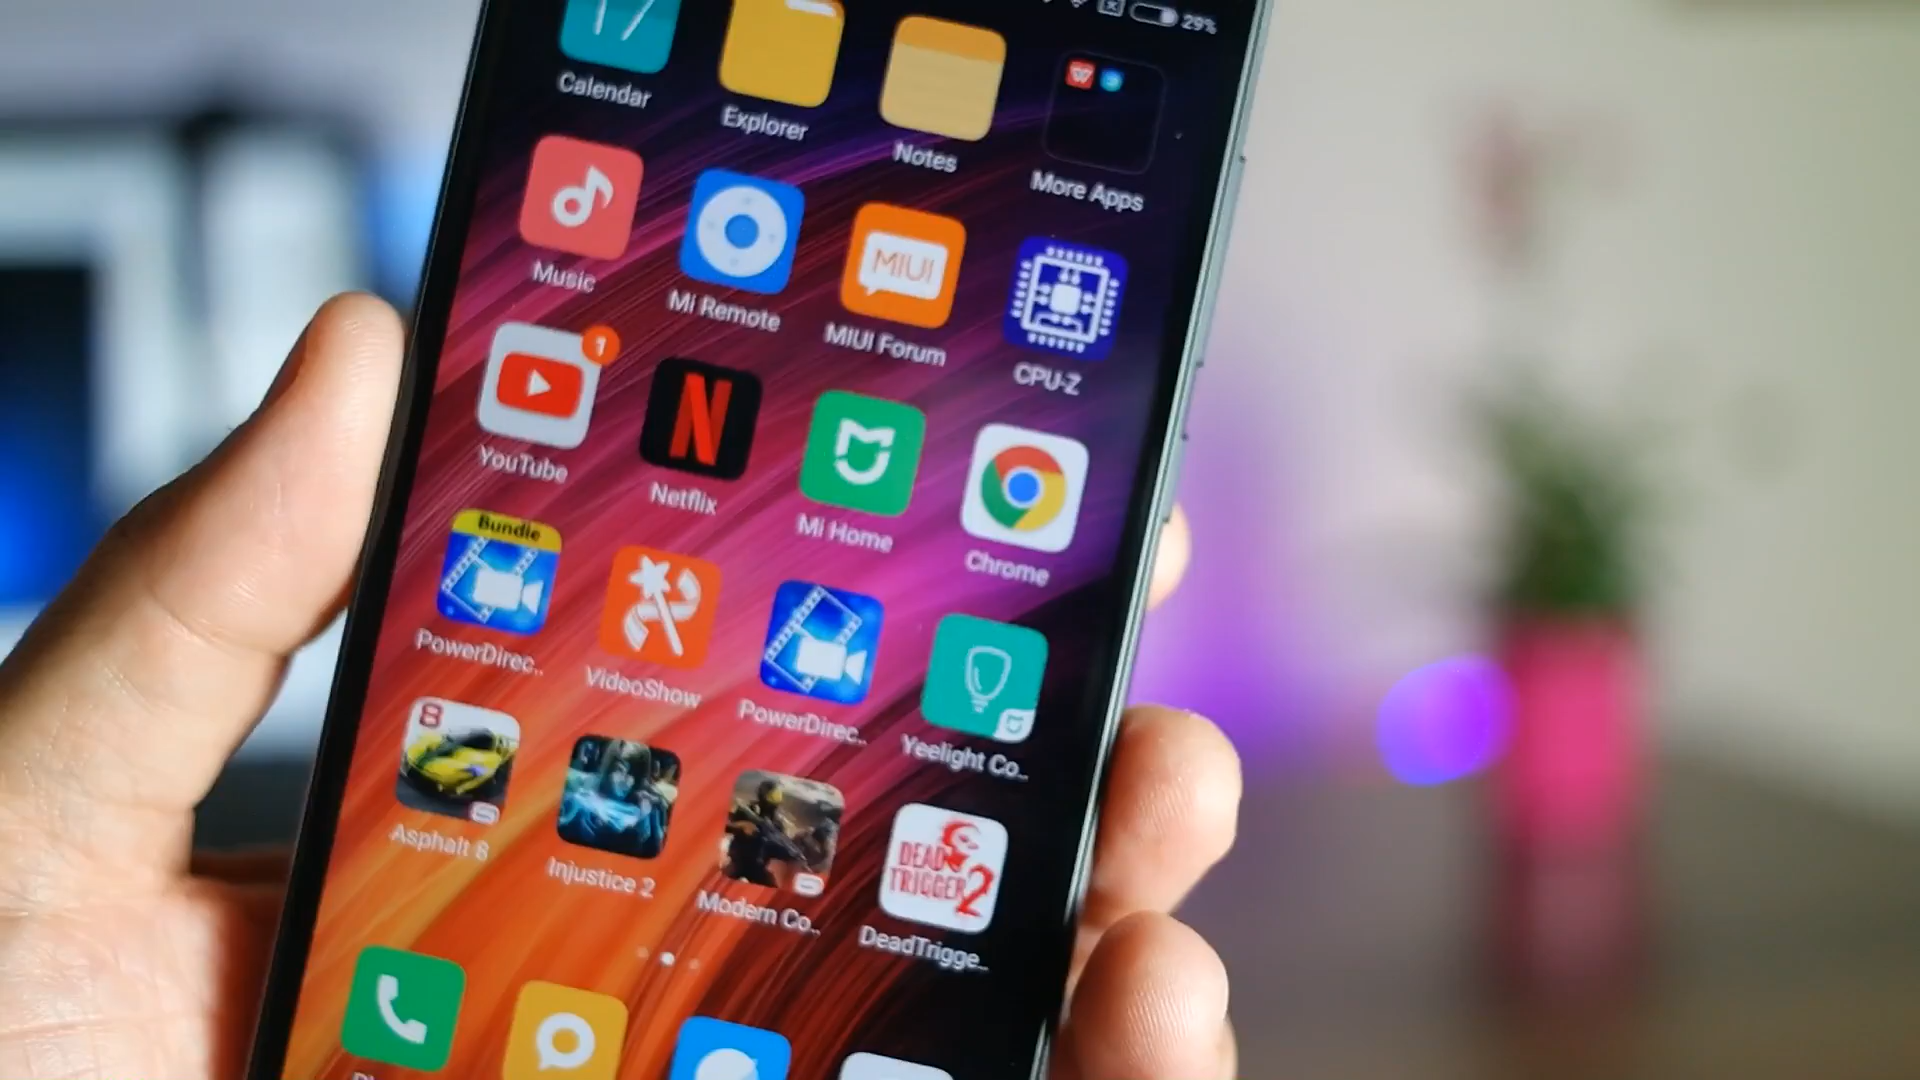 29%
17
Calendar
Explorer
Notes
More Apps
Music
Mi Remote
MIUI
MIUI Forum
CPU-Z
1
YouTube
N
Netflix
Mi Home
Chrome
Bundle
PowerDirec..
VideoShow
PowerDirec..
Yeelight Co..
8
Asphalt 8
Injustice 2
Modern Co..
DEAD
TRIGGER 2
DeadTrigge..